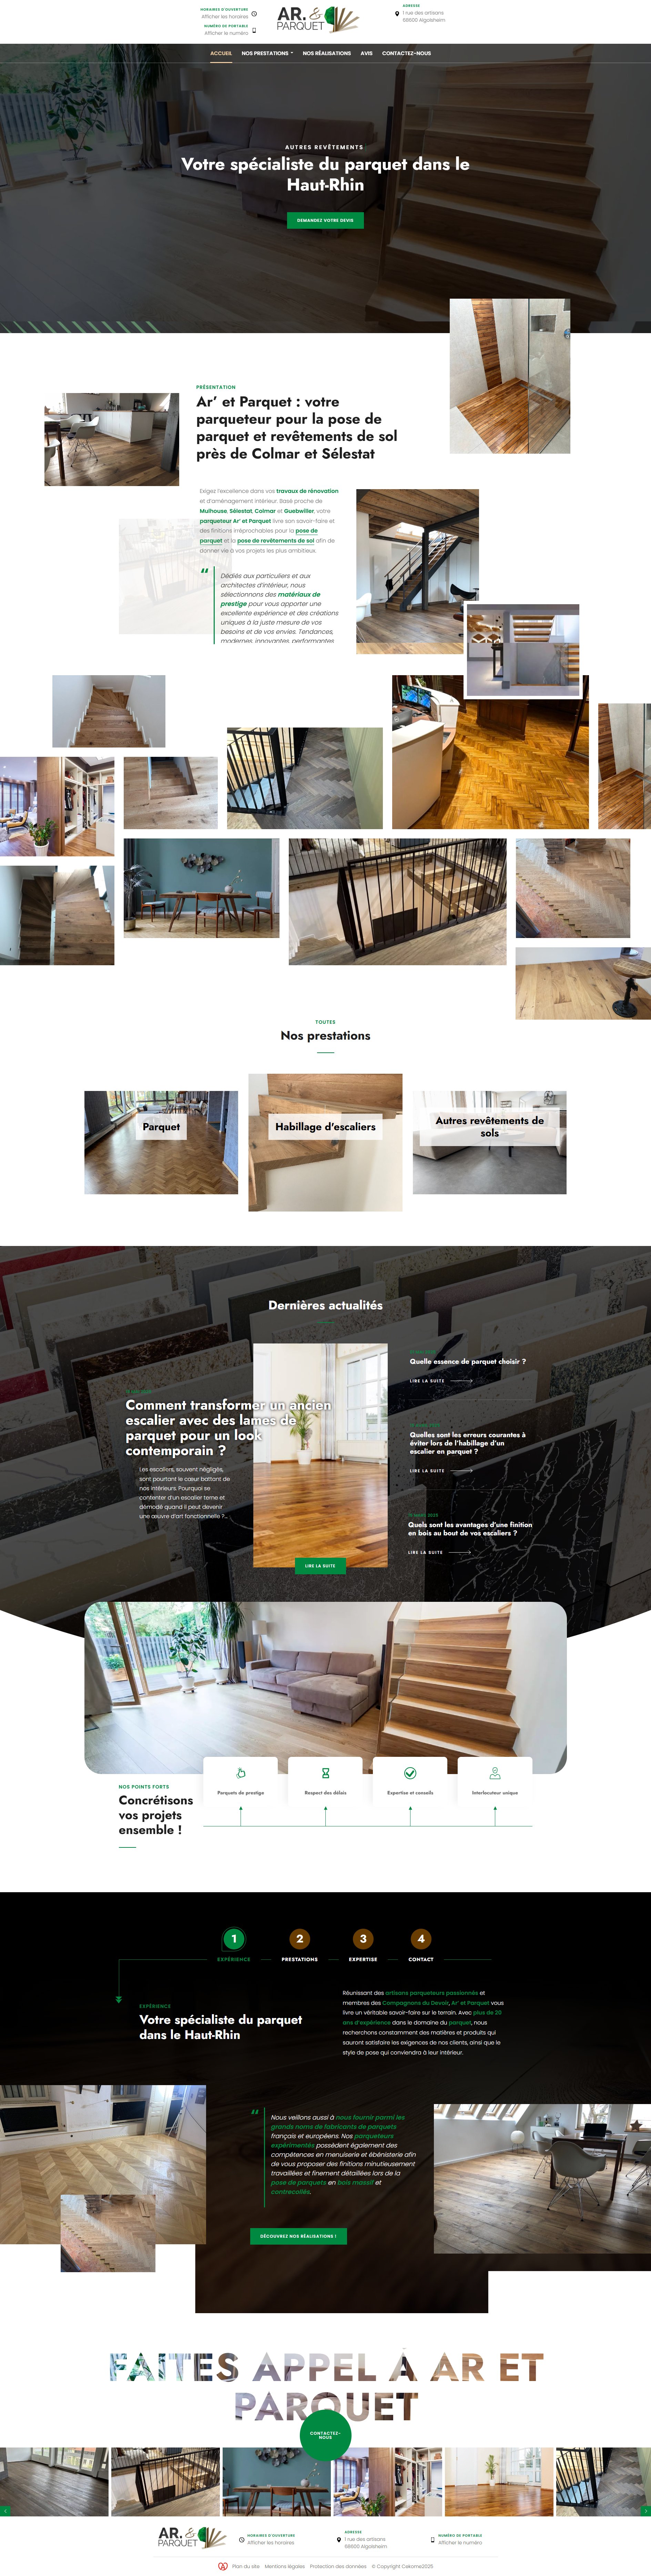 HORAIRES D'OUVERTURE
Afficher les horaires
NUMÉRO DE PORTABLE
Afficher le numéro
AR. &
PARQUET
ADRESSE
1 rue des artisans
68600 Algolsheim
ACCUEIL NOS PRESTATIONS NOS RÉALISATIONS AVIS CONTACTEZ-NOUS
AUTRES REVÊTEMENTS
Votre spécialiste du parquet dans le
Haut-Rhin
DEMANDEZ VOTRE DEVIS
PRÉSENTATION
Ar’ et Parquet : votre
parqueteur pour la pose de
parquet et revêtements de sol
près de Colmar et Sélestat
Exigez l'excellence dans vos travaux de rénovation
et d'aménagement intérieur. Basé proche de
Mulhouse, Sélestat, Colmar et Guebwiller, votre
parqueteur Ar’ et Parquet livre son savoir-faire et
des finitions irréprochables pour la pose de
parquet et la pose de revêtements de sol afin de
donner vie à vos projets les plus ambitieux.
“
Dédiés aux particuliers et aux
architectes d'intérieur, nous
sélectionnons des matériaux de
prestige pour vous apporter une
excellente expérience et des créations
uniques à la juste mesure de vos
besoins et de vos envies. Tendances,
modernes, innovantes, performantes
TOUTES
Nos prestations
Parquet
Habillage d'escaliers
Autres revêtements de
sols
Dernières actualités
Comment transformer un ancien
escalier avec des lames de
parquet pour un look
contemporain ?
Les escaliers, souvent négligés,
sont pourtant le cœur battant de
nos intérieurs. Pourquoi se
contenter d'un escalier terne et
démodé quand il peut devenir
une œuvre d'art fonctionnelle ?...
LIRE LA SUITE
Quelle essence de parquet choisir ?
LIRE LA SUITE
Quelles sont les erreurs courantes à
éviter lors de l'habillage d'un
escalier en parquet ?
LIRE LA SUITE
Quels sont les avantages d'une finition
en bois au bout de vos escaliers ?
LIRE LA SUITE
NOS POINTS FORTS
Concrétisons
vos projets
ensemble !
Parquets de prestige
Respect des délais
Expertise et conseils
Interlocuteur unique
1 2 3 4
EXPÉRIENCE PRESTATIONS EXPERTISE CONTACT
EXPÉRIENCE
Votre spécialiste du parquet
dans le Haut-Rhin
Réunissant des artisans parqueteurs passionnés et
membres des Compagnons du Devoir, Ar’ et Parquet vous
livre un véritable savoir-faire sur le terrain. Avec plus de 20
ans d'expérience dans le domaine du parquet, nous
recherchons constamment des matières et produits qui
sauront satisfaire les exigences de nos clients, ainsi que le
style de pose qui conviendra à leur intérieur.
“
Nous veillons aussi à nous fournir parmi les
grands noms de fabricants de parquets
français et européens. Nos parqueteurs
expérimentés possèdent également des
compétences en menuiserie et ébénisterie afin
de vous proposer des finitions minutieusement
travaillées et finement détaillées lors de la
pose de parquets en bois massif et
contrecollés.
DÉCOUVREZ NOS RÉALISATIONS !
FAITES APPEL À AR ET
PARQUET
CONTACTEZ-
NOUS
AR. &
PARQUET
HORAIRES D'OUVERTURE
Afficher les horaires
ADRESSE
1 rue des artisans
68600 Algolsheim
NUMÉRO DE PORTABLE
Afficher le numéro
Plan du site Mentions légales Protection des données © Copyright Cekome2025